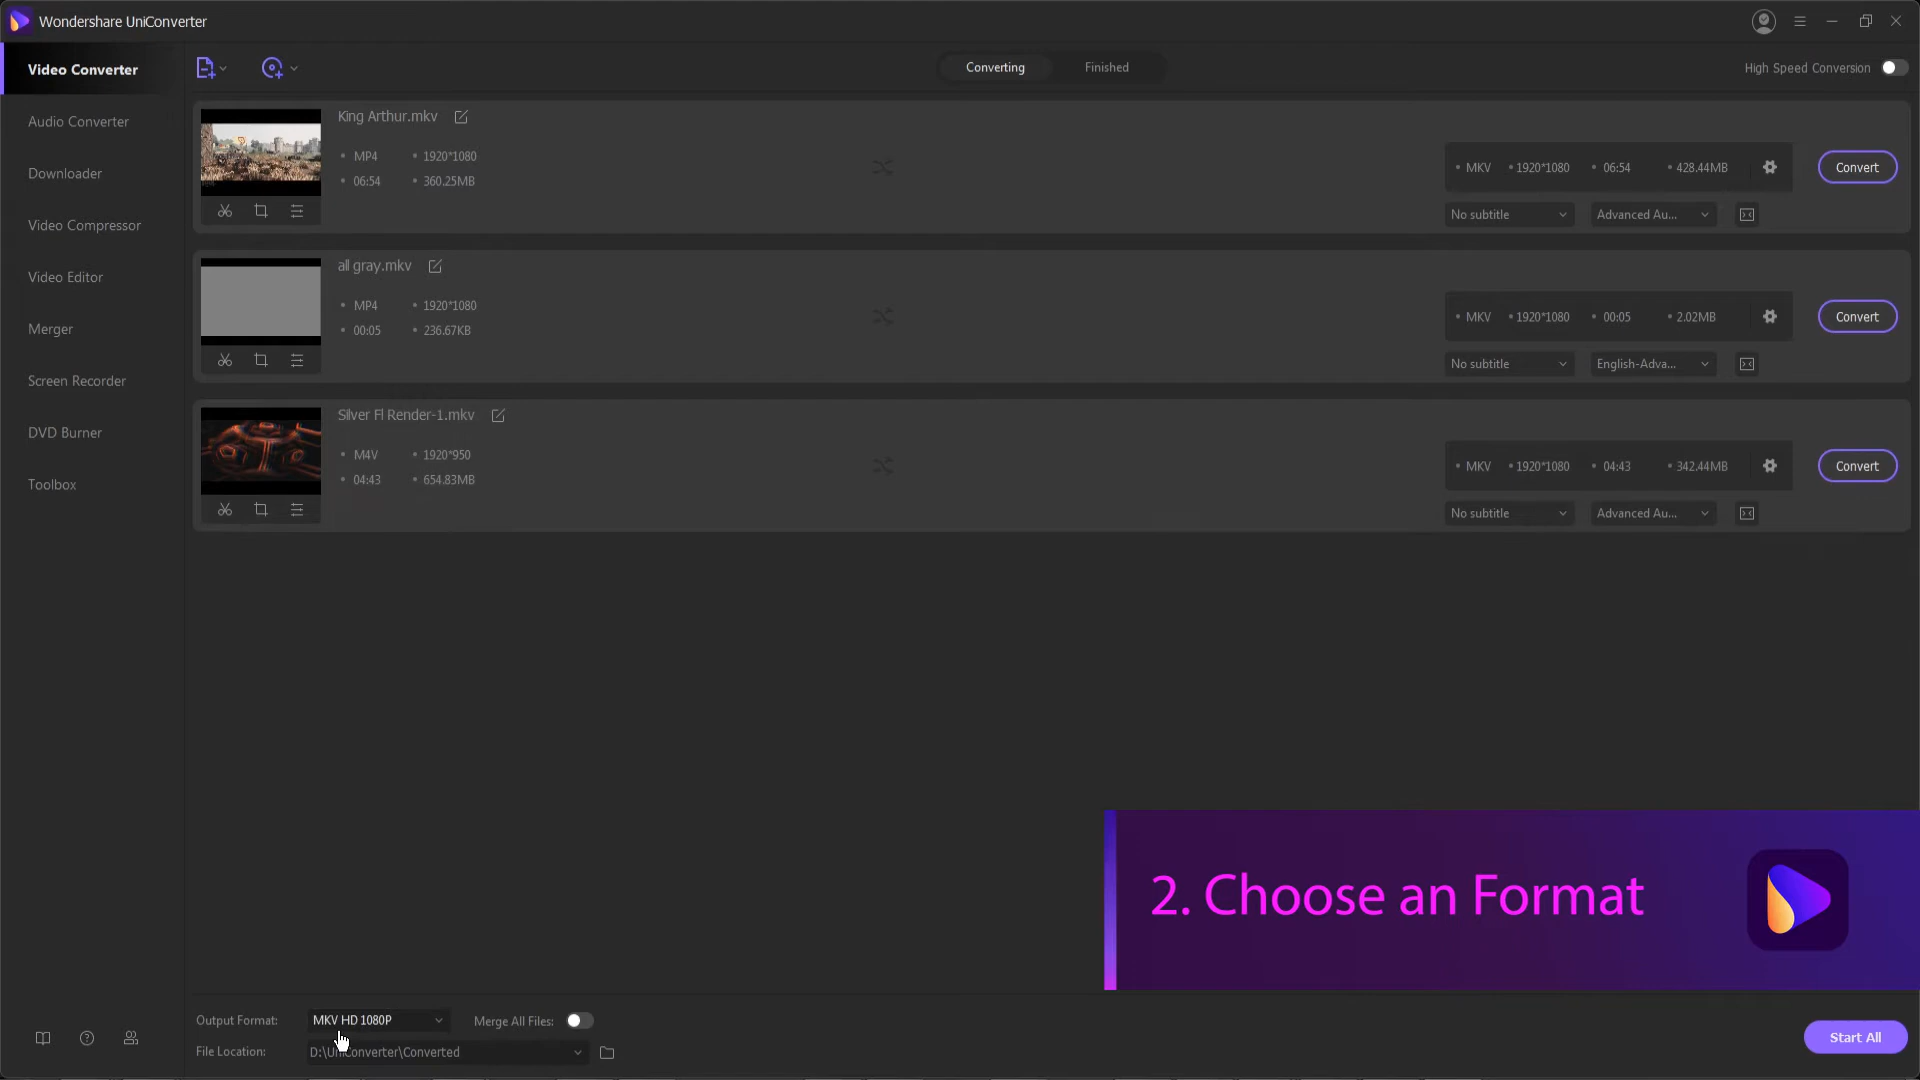 Wondershare UniConverter
Video Converter
Converting
Finished
High Speed Conversion
Audio Converter
Downloader
Video Compressor
Video Editor
Merger
Screen Recorder
DVD Burner
Toolbox
King Arthur.mkv
• MP4 • 1920*1080
• 06:54 • 360.25MB
• MKV • 1920*1080 • 06:54 • 428.44MB
Convert
No subtitle
Advanced Au...
all gray.mkv
• MP4 • 1920*1080
• 00:05 • 236.67KB
• MKV • 1920*1080 • 00:05 • 2.02MB
Convert
No subtitle
English-Adva...
Silver Fl Render-1.mkv
• M4V • 1920*950
• 04:43 • 654.83MB
• MKV • 1920*1080 • 04:43 • 342.44MB
Convert
No subtitle
Advanced Au...
2. Choose an Format
Output Format: MKV HD 1080P
Merge All Files:
File Location: D:\UniConverter\Converted
Start All